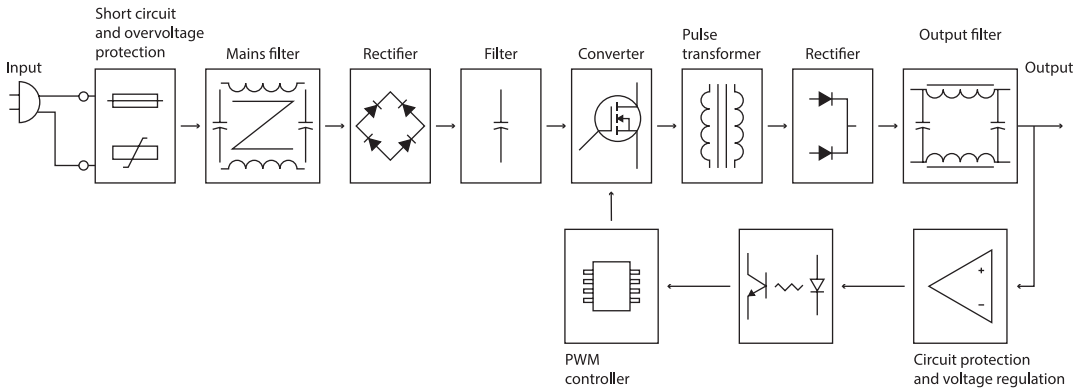 Short circuit
and overvoltage
protection
Input
Mains filter
Rectifier
Filter
Converter
Pulse
transformer
Rectifier
Output filter
Output
+
−
PWM
controller
Circuit protection
and voltage regulation